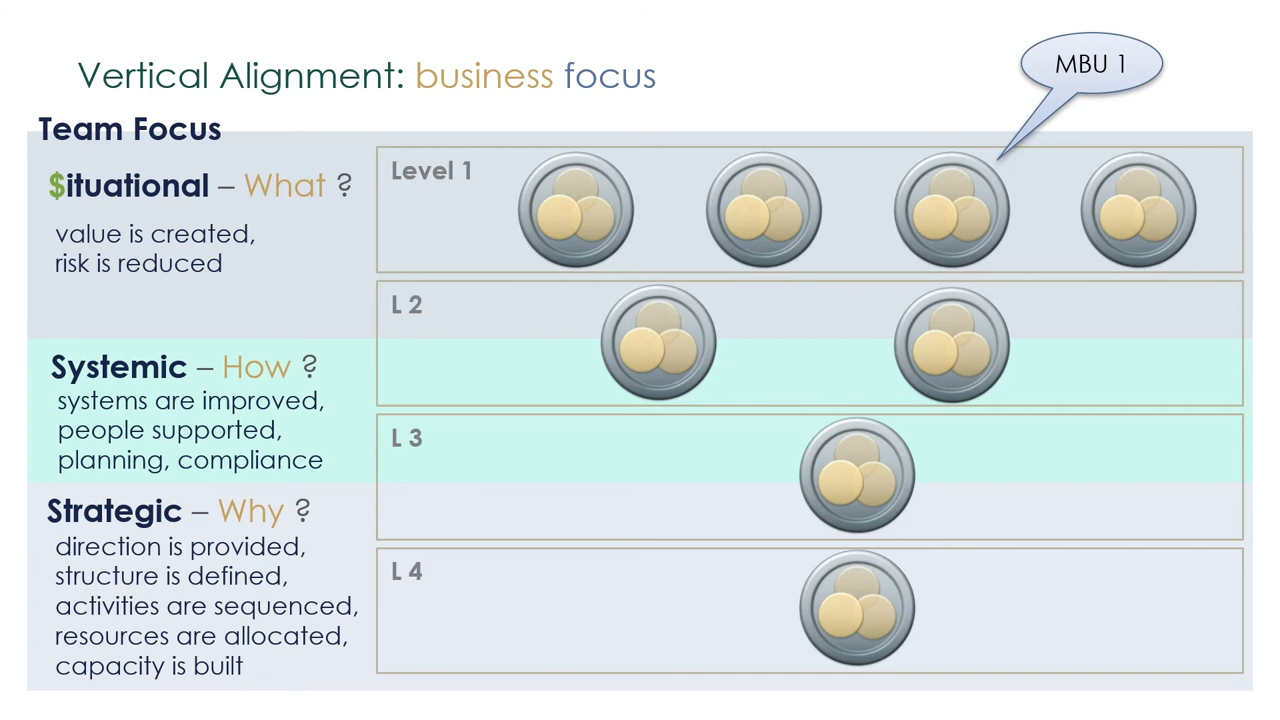 Vertical Alignment: business focus
MBU 1
Team Focus
$ituational – What ?
value is created,
risk is reduced
Systemic – How ?
systems are improved,
people supported,
planning, compliance
Strategic – Why ?
direction is provided,
structure is defined,
activities are sequenced,
resources are allocated,
capacity is built
Level 1
L 2
L 3
L 4